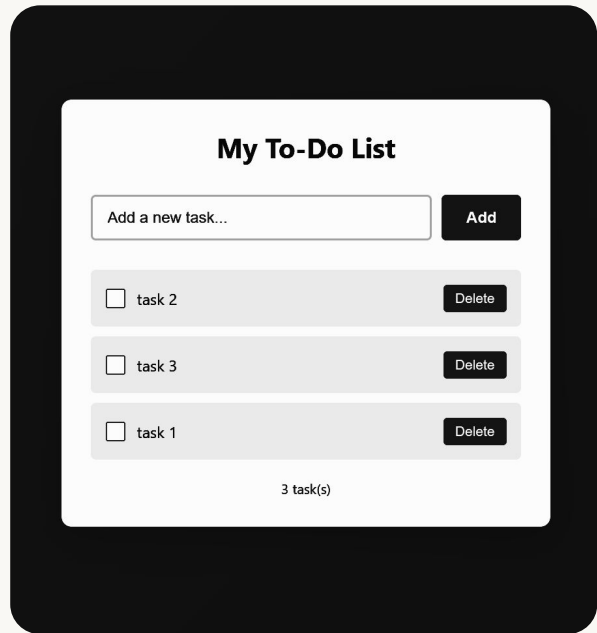 My To-Do List
Add a new task... Add
task 2 Delete
task 3 Delete
task 1 Delete
3 task(s)